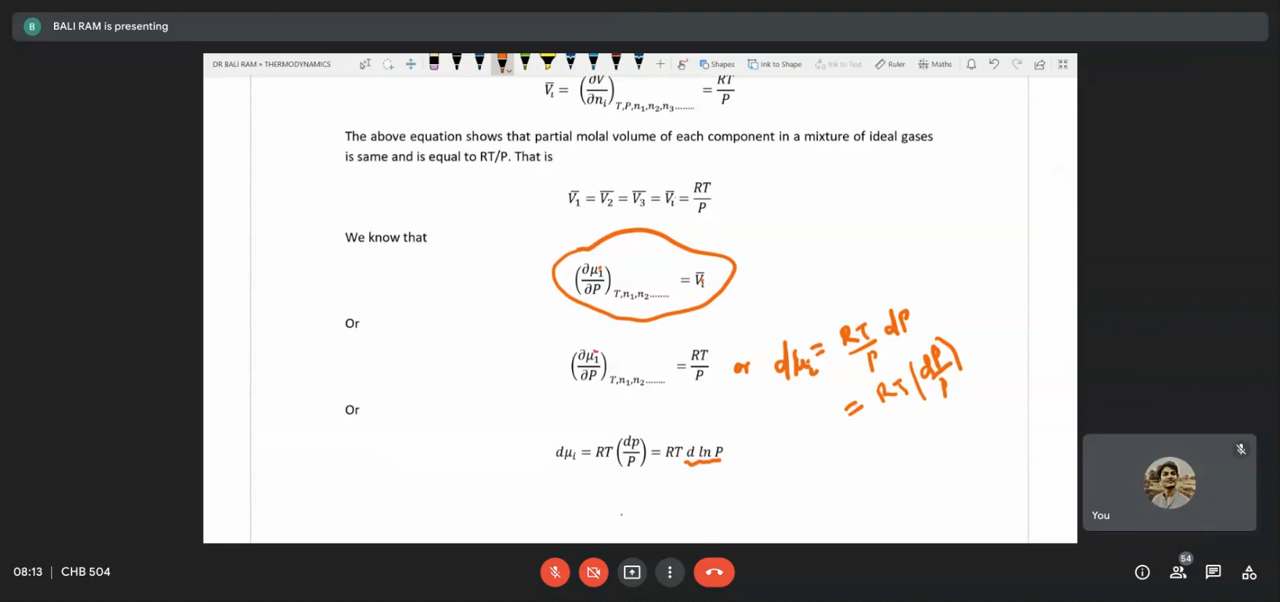 B BALI RAM is presenting
DR BALI RAM - THERMODYNAMICS
Shapes Ink to Shape Ink to Text Ruler Maths
V̅ᵢ = (∂V/∂nᵢ)T,P,n₁,n₂,n₃........ = RT/P
The above equation shows that partial molal volume of each component in a mixture of ideal gases
is same and is equal to RT/P. That is
V̅₁ = V̅₂ = V̅₃ = V̅ᵢ = RT/P
We know that
(∂μᵢ/∂P)T,n₁,n₂........ = V̅ᵢ
Or
(∂μᵢ/∂P)T,n₁,n₂........ = RT/P or dμᵢ = RT/P dP
= RT(dP/P)
Or
dμᵢ = RT (dp/P) = RT d ln P
You
08:13 | CHB 504
54